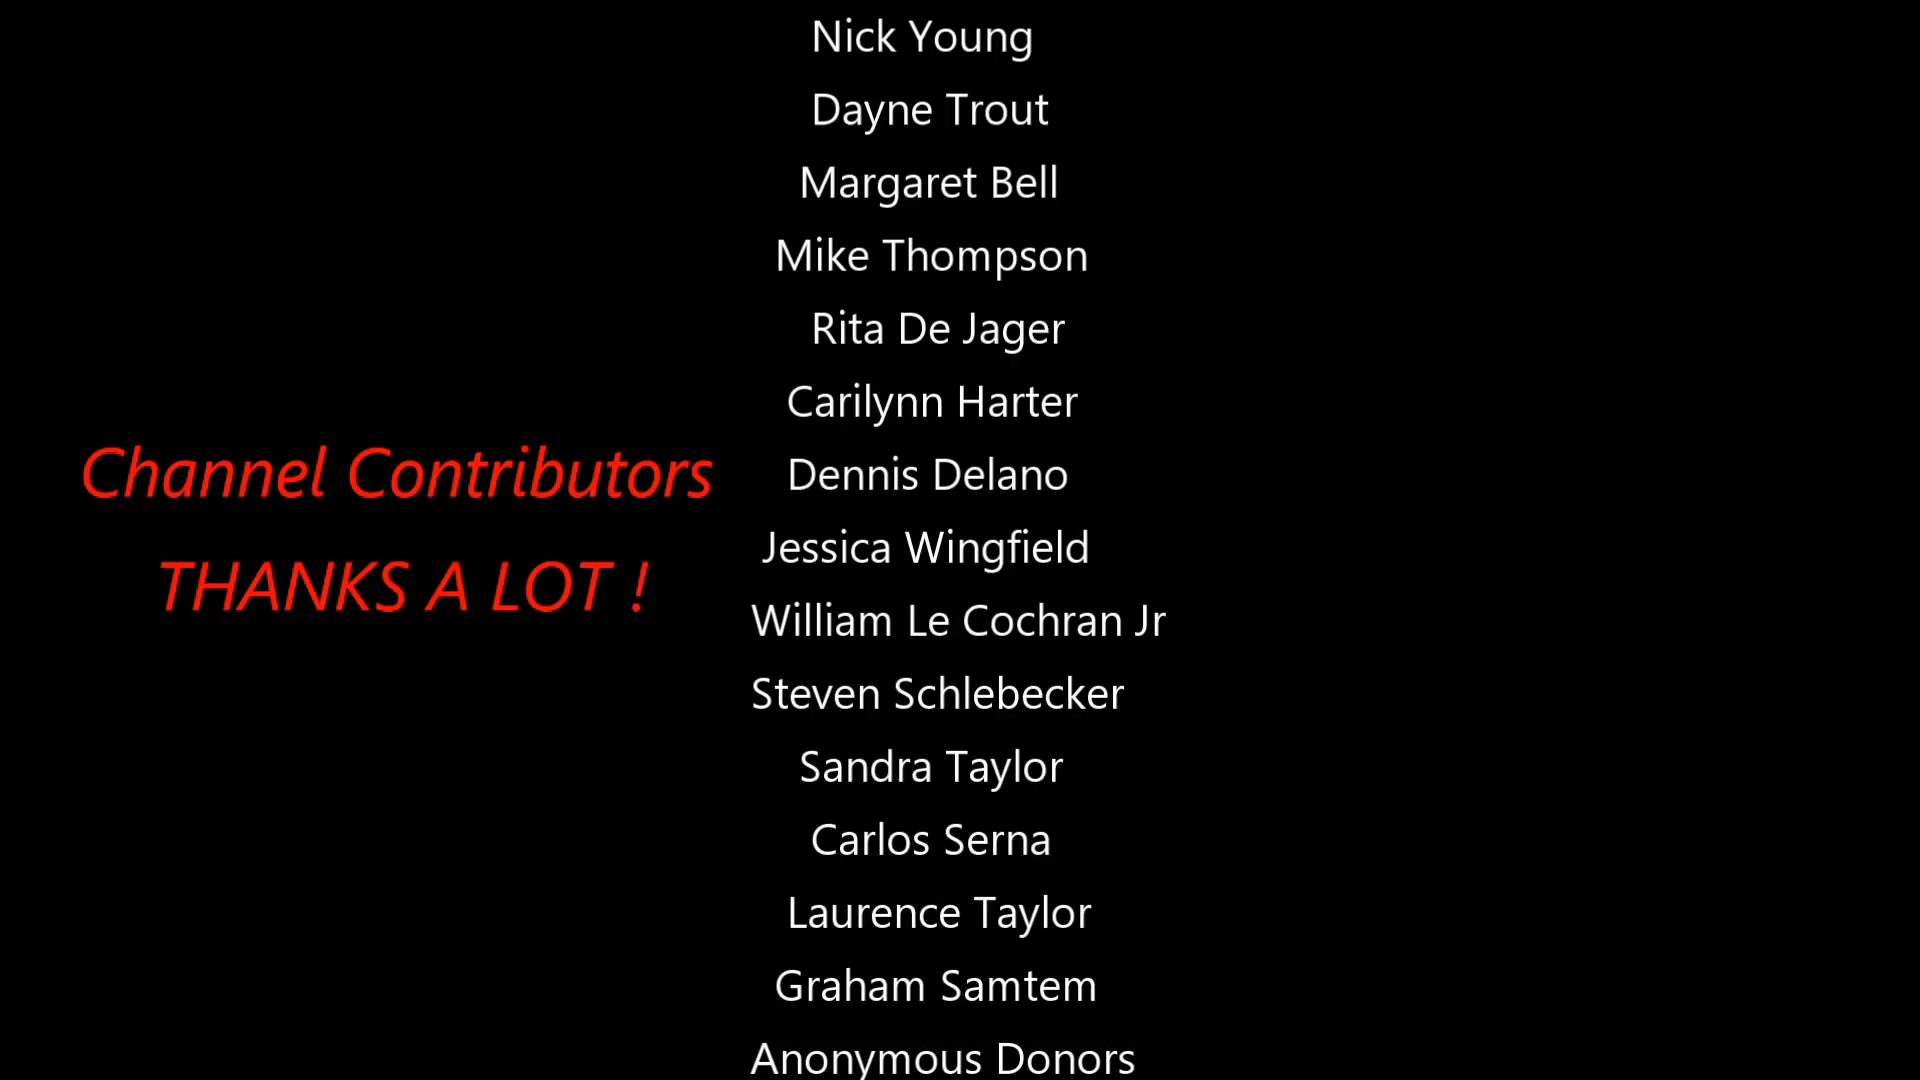 Channel Contributors
THANKS A LOT !
Nick Young
Dayne Trout
Margaret Bell
Mike Thompson
Rita De Jager
Carilynn Harter
Dennis Delano
Jessica Wingfield
William Le Cochran Jr
Steven Schlebecker
Sandra Taylor
Carlos Serna
Laurence Taylor
Graham Samtem
Anonymous Donors